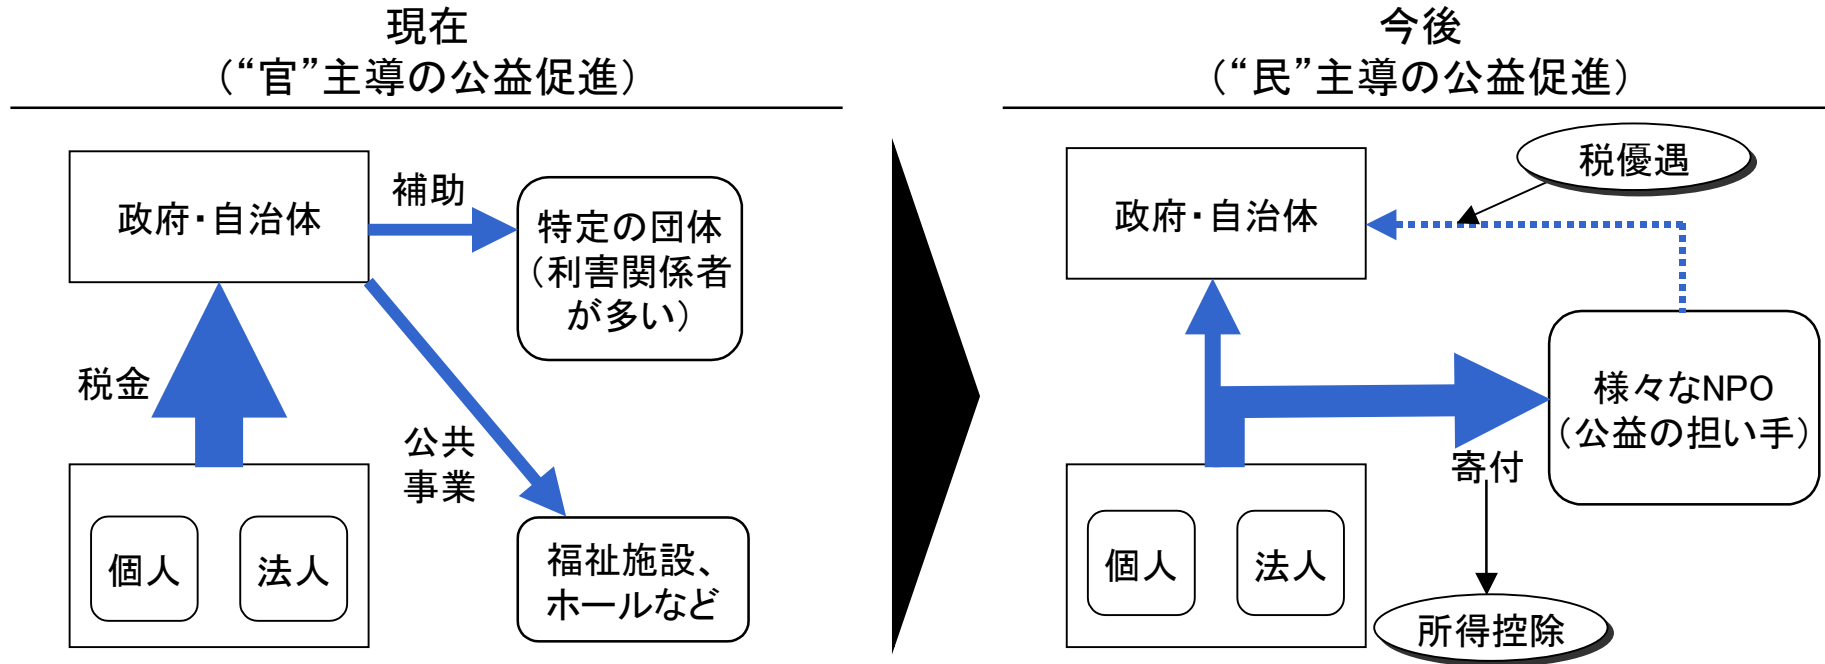 現在
（“官”主導の公益促進）
政府・自治体
補助
特定の団体
（利害関係者
が多い）
税金
公共
事業
個人
法人
福祉施設、
ホールなど
今後
（“民”主導の公益促進）
税優遇
政府・自治体
様々なNPO
（公益の担い手）
寄付
個人
法人
所得控除